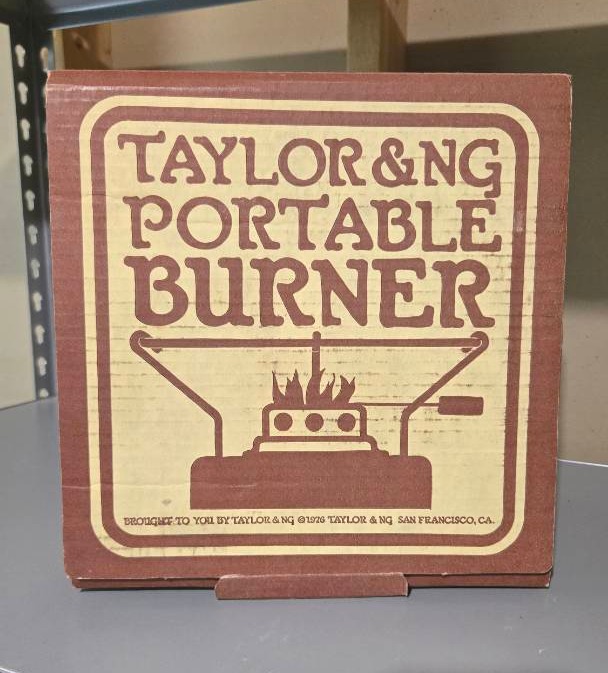 TAYLOR & NG
PORTABLE
BURNER
BROUGHT TO YOU BY TAYLOR & NG ©1976 TAYLOR & NG SAN FRANCISCO, CA.